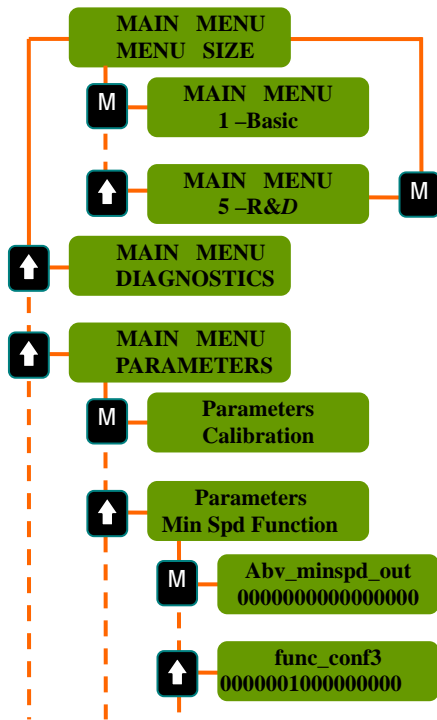 MAIN MENU
MENU SIZE
M
MAIN MENU
1 –Basic
MAIN MENU
5 –R&D
M
MAIN MENU
DIAGNOSTICS
MAIN MENU
PARAMETERS
M
Parameters
Calibration
Parameters
Min Spd Function
M
Abv_minspd_out
0000000000000000
func_conf3
0000001000000000